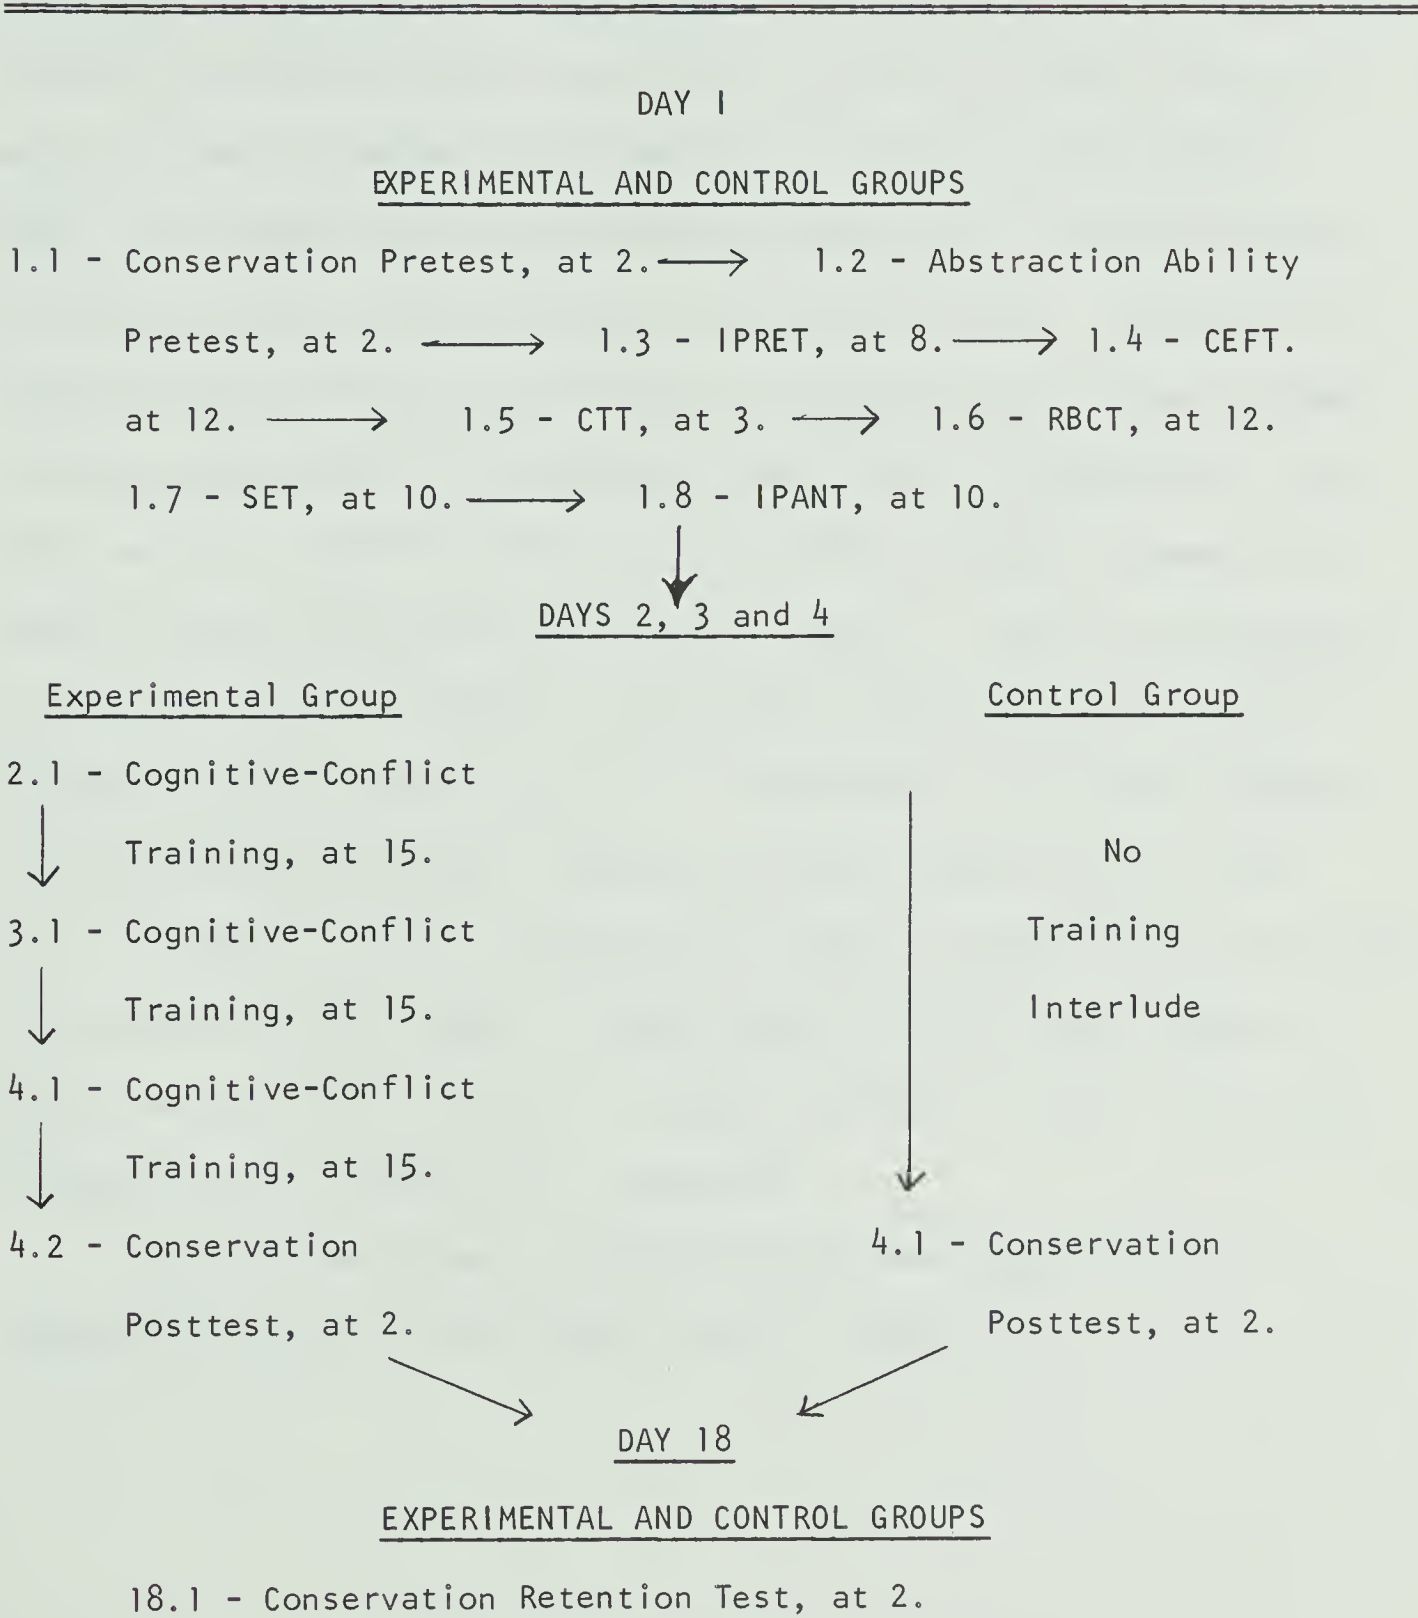 DAY 1
EXPERIMENTAL AND CONTROL GROUPS
1.1 - Conservation Pretest, at 2. ⟶ 1.2 - Abstraction Ability
Pretest, at 2. ⟶ 1.3 - IPRET, at 8. ⟶ 1.4 - CEFT.
at 12. ⟶ 1.5 - CTT, at 3. ⟶ 1.6 - RBCT, at 12.
1.7 - SET, at 10. ⟶ 1.8 - IPANT, at 10.
DAYS 2, 3 and 4
Experimental Group
2.1 - Cognitive-Conflict
Training, at 15.
3.1 - Cognitive-Conflict
Training, at 15.
4.1 - Cognitive-Conflict
Training, at 15.
4.2 - Conservation
Posttest, at 2.
Control Group
No
Training
Interlude
4.1 - Conservation
Posttest, at 2.
DAY 18
EXPERIMENTAL AND CONTROL GROUPS
18.1 - Conservation Retention Test, at 2.